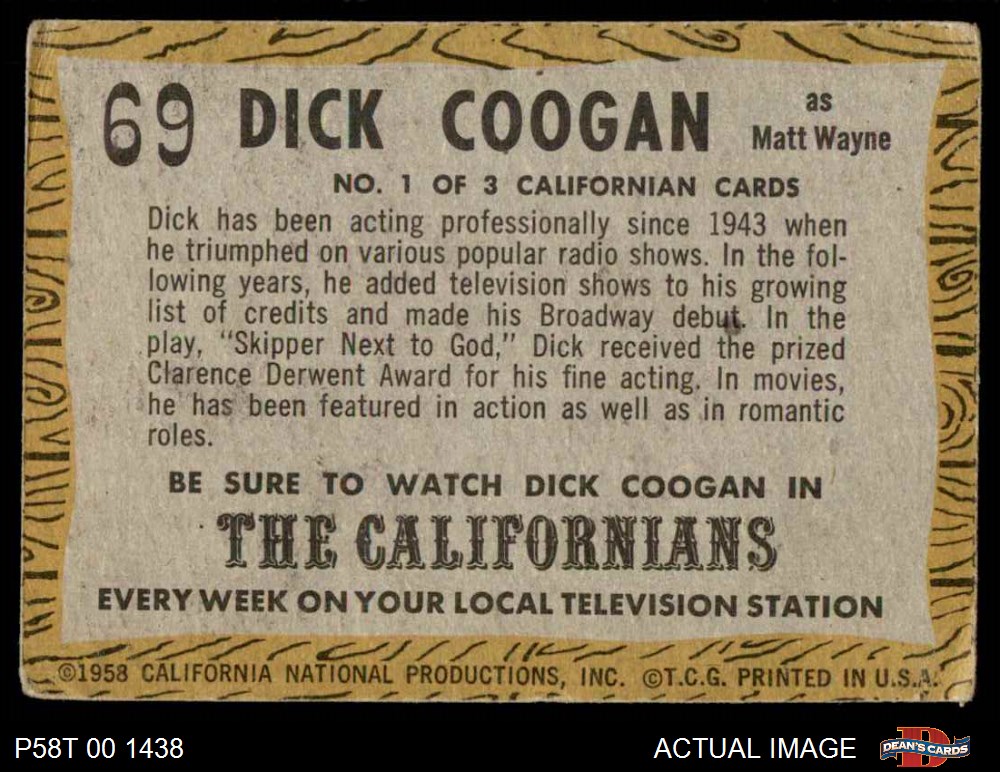 69 DICK COOGAN as Matt Wayne
NO. 1 OF 3 CALIFORNIAN CARDS
Dick has been acting professionally since 1943 when
he triumphed on various popular radio shows. In the fol-
lowing years, he added television shows to his growing
list of credits and made his Broadway debut. In the
play, "Skipper Next to God," Dick received the prized
Clarence Derwent Award for his fine acting. In movies,
he has been featured in action as well as in romantic
roles.
BE SURE TO WATCH DICK COOGAN IN
THE CALIFORNIANS
EVERY WEEK ON YOUR LOCAL TELEVISION STATION
©1958 CALIFORNIA NATIONAL PRODUCTIONS, INC. ©T.C.G. PRINTED IN U.S.A.
P58T 00 1438
ACTUAL IMAGE
D
DEAN'S CARDS